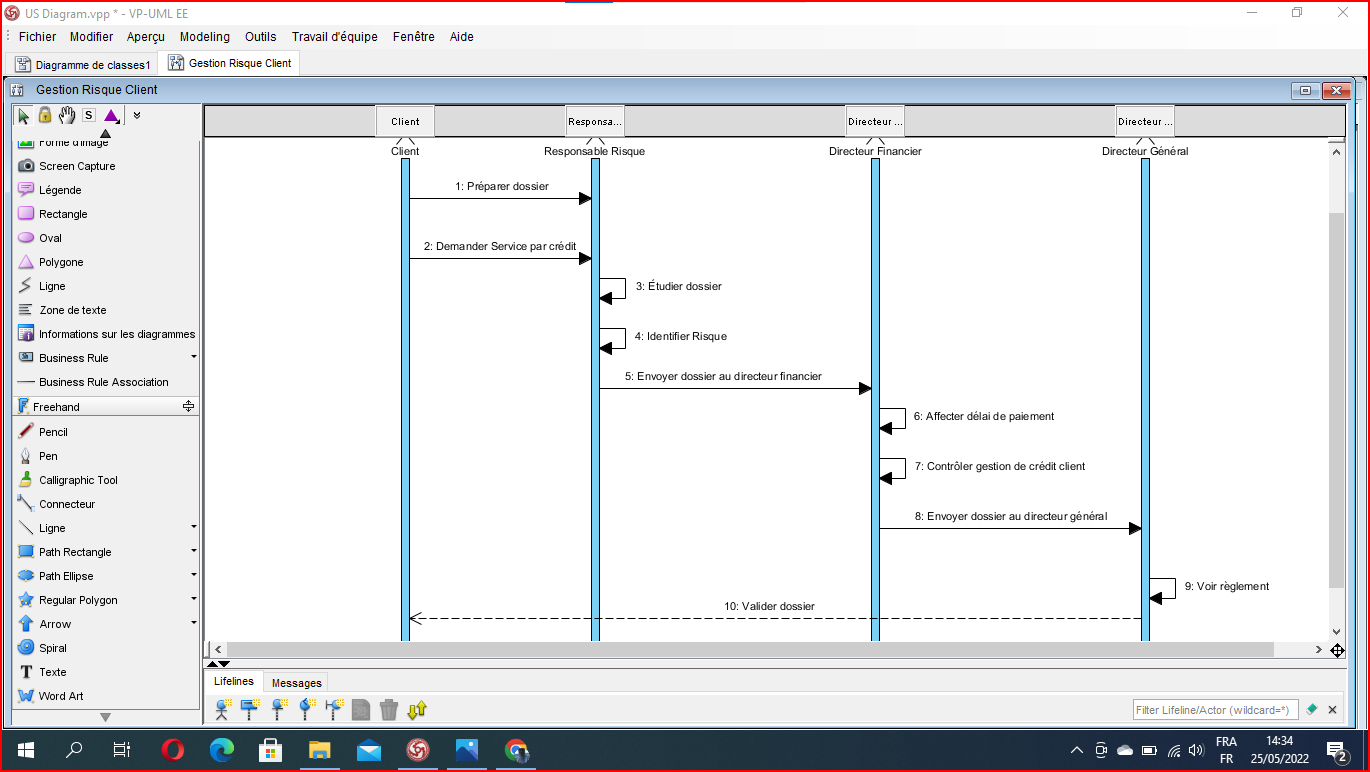 US Diagram.vpp * - VP-UML EE
Fichier Modifier Aperçu Modeling Outils Travail d'équipe Fenêtre Aide
Diagramme de classes1 Gestion Risque Client
Gestion Risque Client
S
Forme d'image
Screen Capture
Légende
Rectangle
Oval
Polygone
Ligne
Zone de texte
Informations sur les diagrammes
Business Rule
Business Rule Association
Freehand
Pencil
Pen
Calligraphic Tool
Connecteur
Ligne
Path Rectangle
Path Ellipse
Regular Polygon
Arrow
Spiral
Texte
Word Art
Client Responsa... Directeur ... Directeur ...
Client Responsable Risque Directeur Financier Directeur Général
1: Préparer dossier
2: Demander Service par crédit
3: Étudier dossier
4: Identifier Risque
5: Envoyer dossier au directeur financier
6: Affecter délai de paiement
7: Contrôler gestion de crédit client
8: Envoyer dossier au directeur général
9: Voir règlement
10: Valider dossier
Lifelines Messages
Filter Lifeline/Actor (wildcard=*)
FRA
FR
14:34
25/05/2022
2